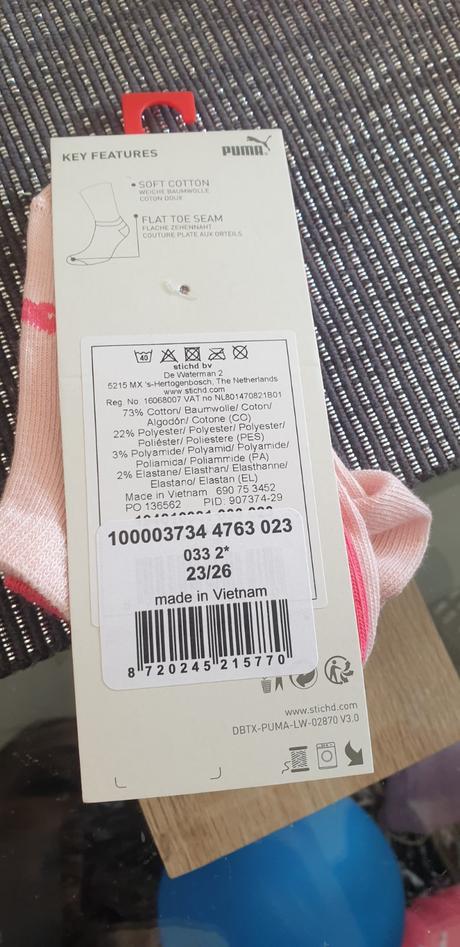 KEY FEATURES
PUMA
SOFT COTTON
WEICHE BAUMWOLLE
COTON DOUX
FLAT TOE SEAM
FLACHE ZEHENNAHT
COUTURE PLATE AUX ORTEILS
40
stichd bv
De Waterman 2
5215 MX 's-Hertogenbosch, The Netherlands
www.stichd.com
Reg. No. 16068007 VAT no NL801470821B01
73% Cotton/ Baumwolle/ Coton/
Algodón/ Cotone (CC)
22% Polyester/ Polyester/ Polyester/
Poliéster/ Poliestere (PES)
3% Polyamide/ Polyamid/ Polyamide/
Poliamica/ Poliammide (PA)
2% Elastane/ Elasthan/ Elasthanne/
Elastano/ Elastan (EL)
Made in Vietnam 690 75 3452
PO 136562 PID: 907374-29
100003734 4763 023
033 2*
23/26
made in Vietnam
8 720245 215770
www.stichd.com
DBTX-PUMA-LW-02870 V3.0